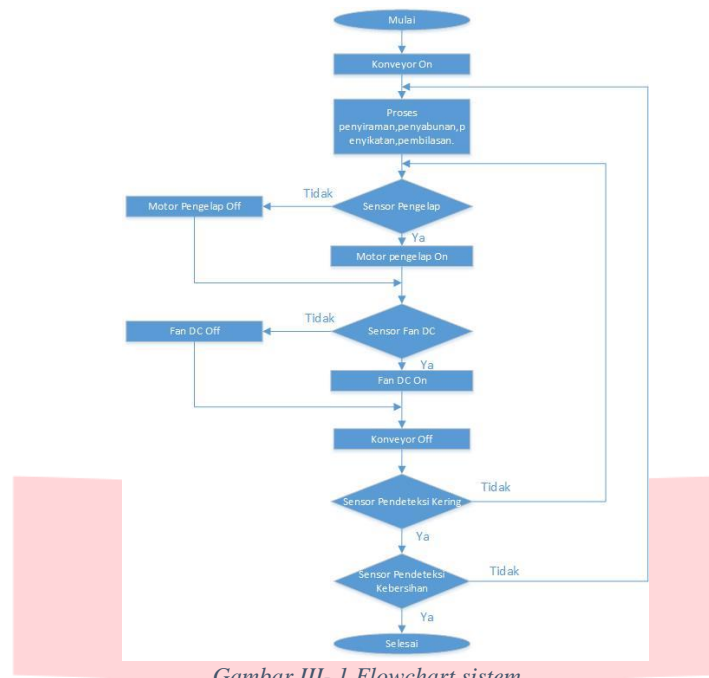 Mulai
Konveyor On
Proses
penyiraman,penyabunan,p
enyikatan,pembilasan.
Tidak
Motor Pengelap Off
Sensor Pengelap
Ya
Motor pengelap On
Tidak
Fan DC Off
Sensor Fan DC
Ya
Fan DC On
Konveyor Off
Sensor Pendeteksi Kering
Tidak
Ya
Sensor Pendeteksi
Kebersihan
Tidak
Ya
Selesai
Gambar III- 1 Flowchart sistem